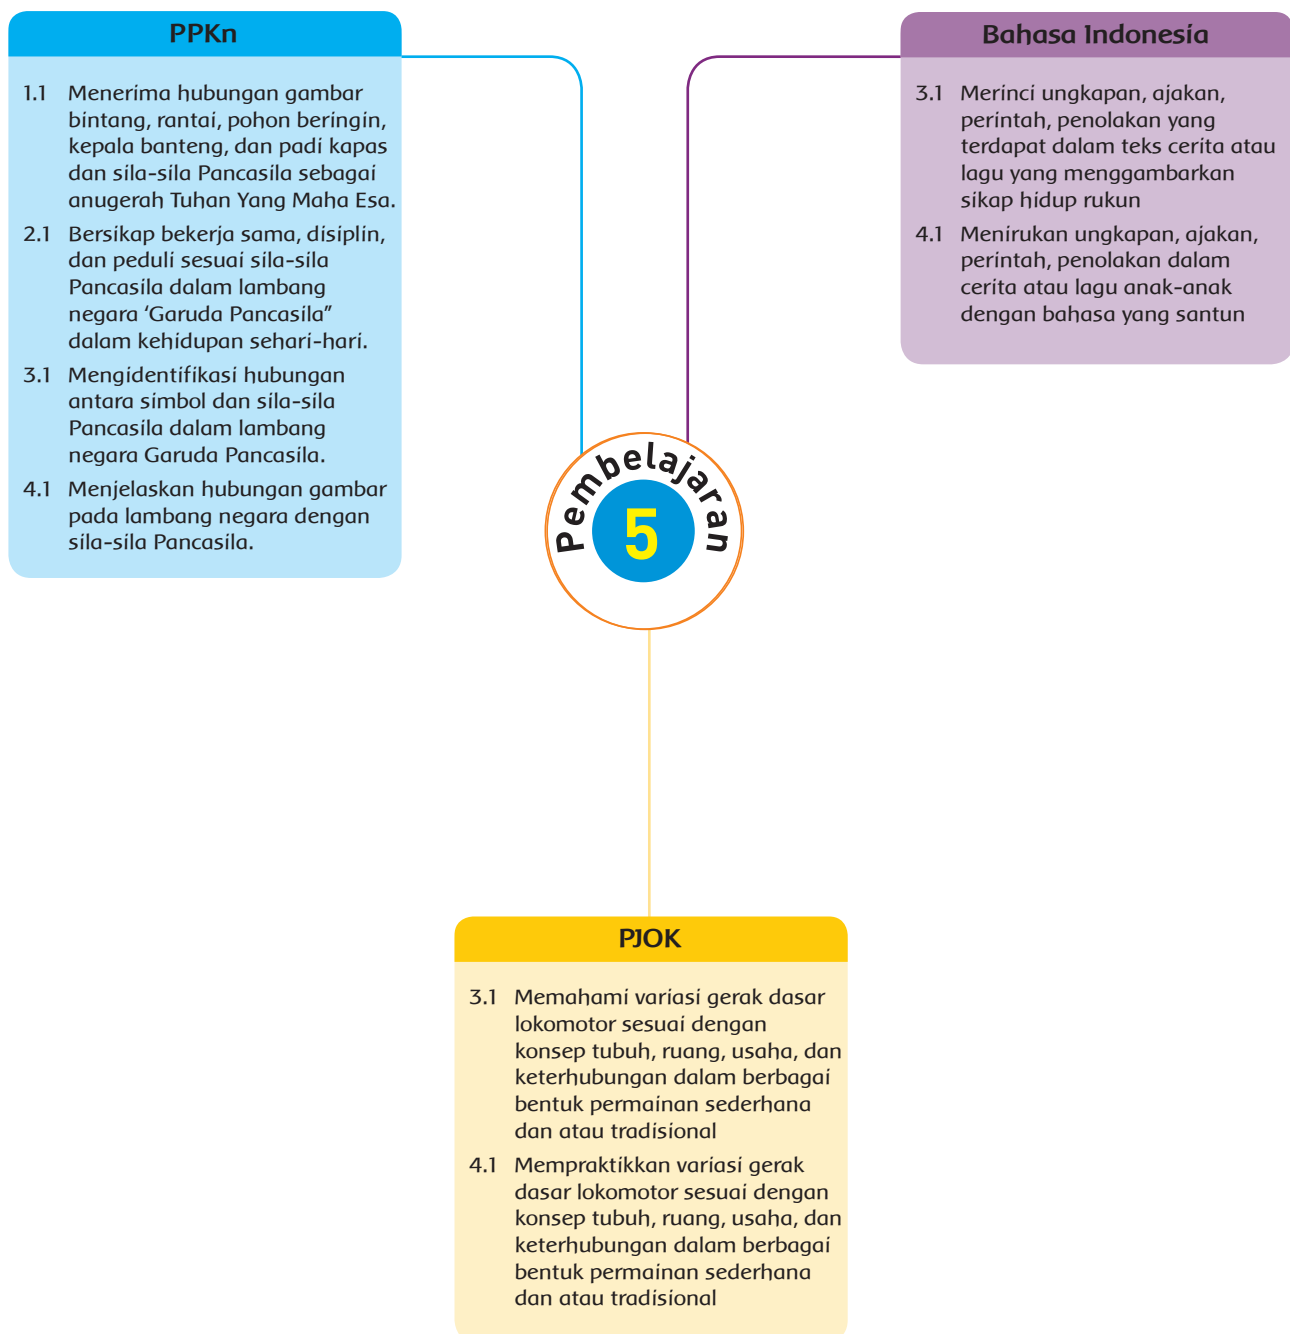 PPKn
1.1 Menerima hubungan gambar
bintang, rantai, pohon beringin,
kepala banteng, dan padi kapas
dan sila-sila Pancasila sebagai
anugerah Tuhan Yang Maha Esa.
2.1 Bersikap bekerja sama, disiplin,
dan peduli sesuai sila-sila
Pancasila dalam lambang
negara ‘Garuda Pancasila”
dalam kehidupan sehari-hari.
3.1 Mengidentifikasi hubungan
antara simbol dan sila-sila
Pancasila dalam lambang
negara Garuda Pancasila.
4.1 Menjelaskan hubungan gambar
pada lambang negara dengan
sila-sila Pancasila.
Bahasa Indonesia
3.1 Merinci ungkapan, ajakan,
perintah, penolakan yang
terdapat dalam teks cerita atau
lagu yang menggambarkan
sikap hidup rukun
4.1 Menirukan ungkapan, ajakan,
perintah, penolakan dalam
cerita atau lagu anak-anak
dengan bahasa yang santun
Pembelajaran
5
PJOK
3.1 Memahami variasi gerak dasar
lokomotor sesuai dengan
konsep tubuh, ruang, usaha, dan
keterhubungan dalam berbagai
bentuk permainan sederhana
dan atau tradisional
4.1 Mempraktikkan variasi gerak
dasar lokomotor sesuai dengan
konsep tubuh, ruang, usaha, dan
keterhubungan dalam berbagai
bentuk permainan sederhana
dan atau tradisional